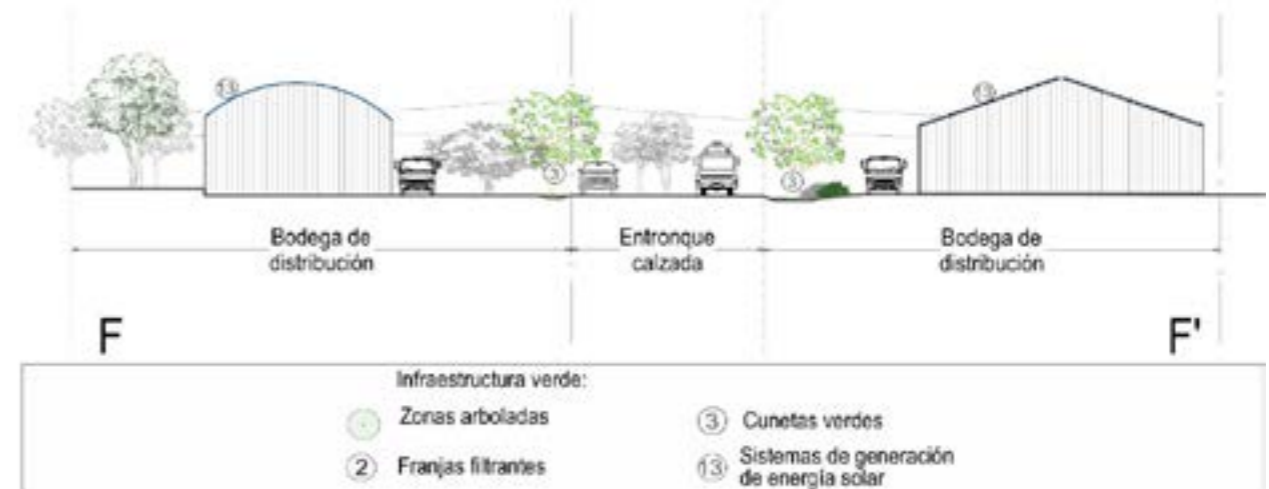 13
13
3
3
Bodega de
distribución
Entronque
calzada
Bodega de
distribución
F
F'
Infraestructura verde:
Zonas arboladas
3 Cunetas verdes
2 Franjas filtrantes
13 Sistemas de generación
de energía solar